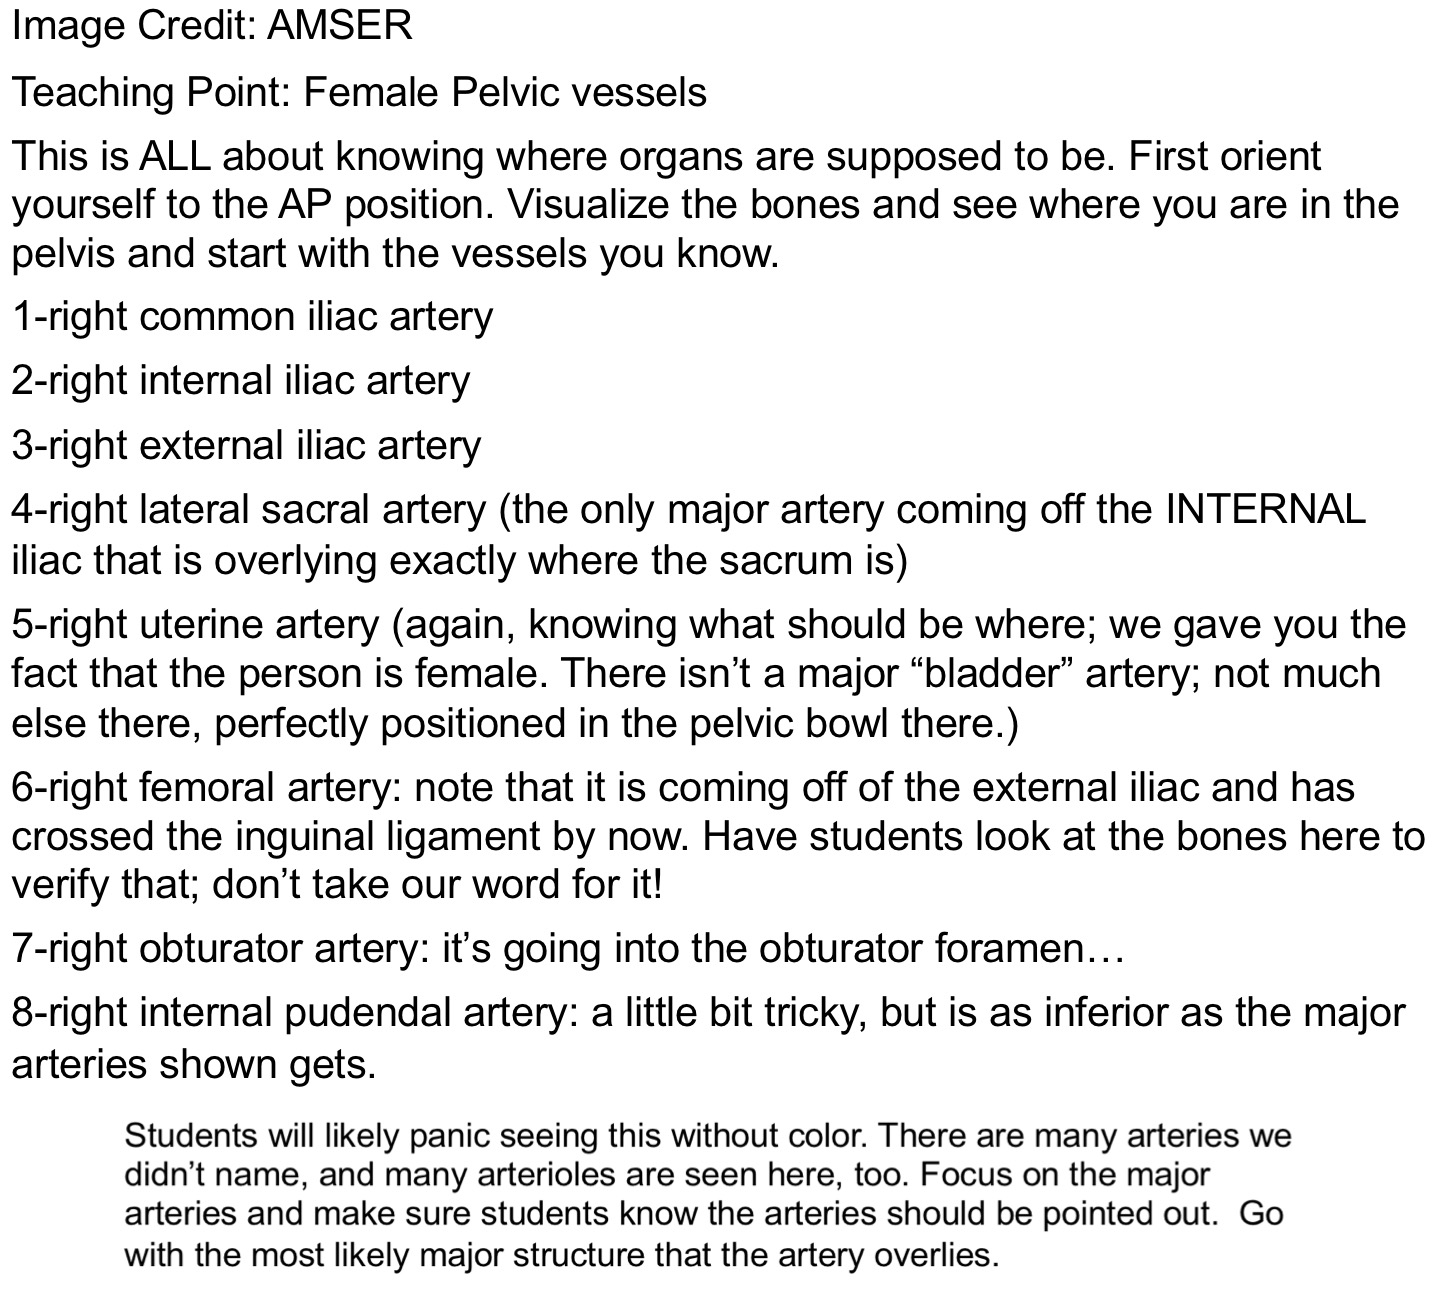 Image Credit: AMSER
Teaching Point: Female Pelvic vessels
This is ALL about knowing where organs are supposed to be. First orient
yourself to the AP position. Visualize the bones and see where you are in the
pelvis and start with the vessels you know.
1-right common iliac artery
2-right internal iliac artery
3-right external iliac artery
4-right lateral sacral artery (the only major artery coming off the INTERNAL
iliac that is overlying exactly where the sacrum is)
5-right uterine artery (again, knowing what should be where; we gave you the
fact that the person is female. There isn’t a major “bladder” artery; not much
else there, perfectly positioned in the pelvic bowl there.)
6-right femoral artery: note that it is coming off of the external iliac and has
crossed the inguinal ligament by now. Have students look at the bones here to
verify that; don’t take our word for it!
7-right obturator artery: it’s going into the obturator foramen…
8-right internal pudendal artery: a little bit tricky, but is as inferior as the major
arteries shown gets.
Students will likely panic seeing this without color. There are many arteries we
didn’t name, and many arterioles are seen here, too. Focus on the major
arteries and make sure students know the arteries should be pointed out.  Go
with the most likely major structure that the artery overlies.